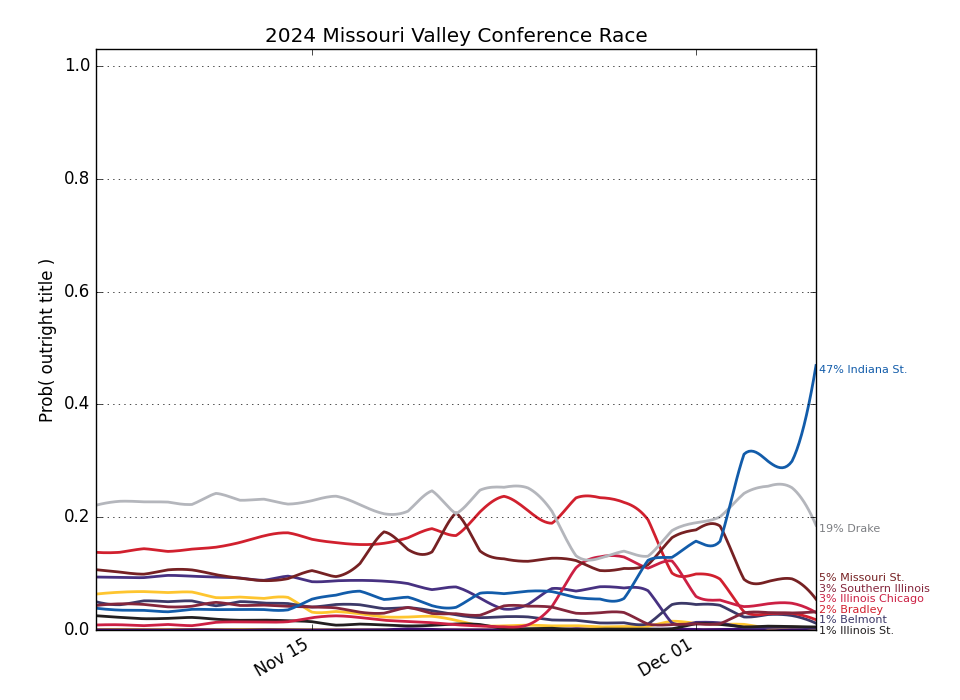 2024 Missouri Valley Conference Race
1.0
0.8
0.6
0.4
0.2
0.0
Prob( outright title )
Nov 15
Dec 01
47% Indiana St.
19% Drake
5% Missouri St.
3% Southern Illinois
3% Illinois Chicago
2% Bradley
1% Belmont
1% Illinois St.